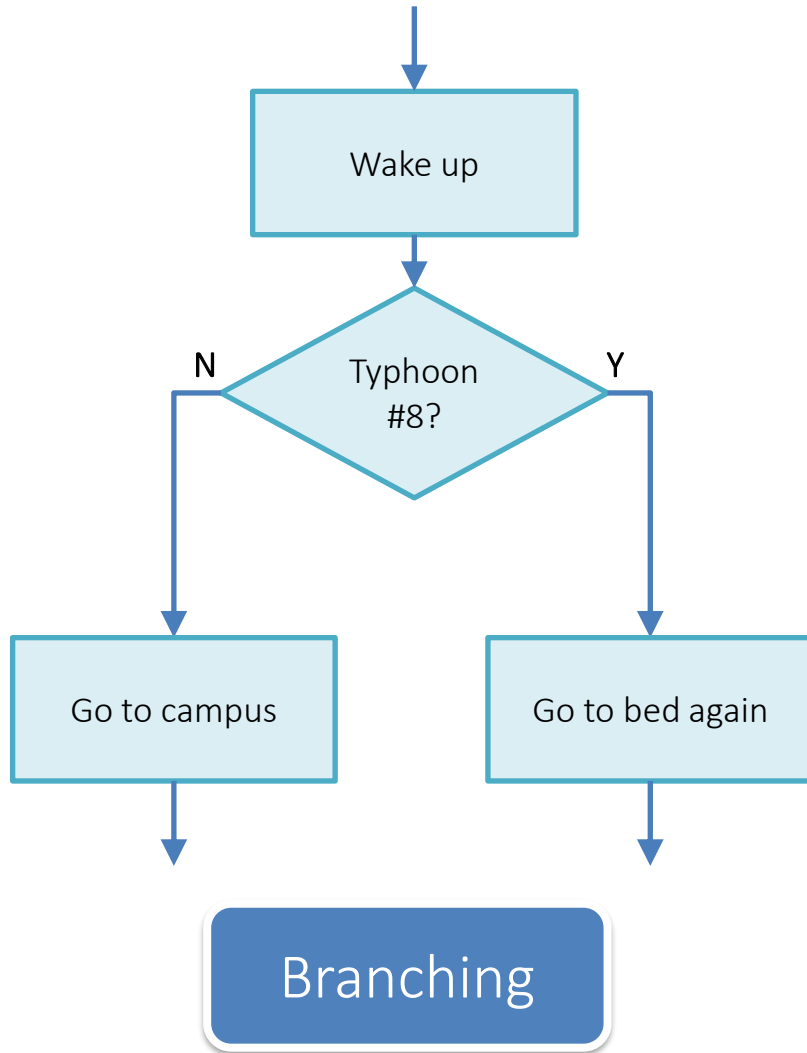 Wake up
N
Typhoon
#8?
Y
Go to campus
Go to bed again
Branching